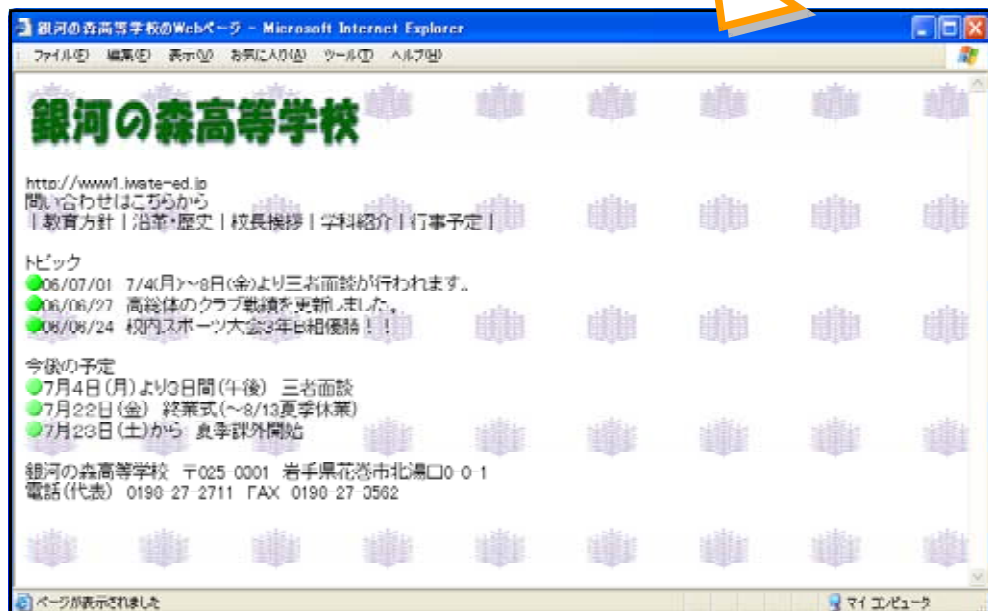 銀河の森高等学校のWebページ - Microsoft Internet Explorer
ファイル(F) 編集(E) 表示(V) お気に入り(A) ツール(T) ヘルプ(H)
銀河の森高等学校
http://www1.iwate-ed.jp
問い合わせはこちらから
｜教育方針｜沿革・歴史｜校長挨拶｜学科紹介｜行事予定｜
トピック
06/07/01 7/4(月)～8日(金)より三者面談が行われます。
06/06/27 高総体のクラブ戦績を更新しました。
06/06/24 校内スポーツ大会3年B組優勝！！
今後の予定
7月4日(月)より3日間(午後) 三者面談
7月22日(金) 終業式(～8/13夏季休業)
7月23日(土)から 夏季課外開始
銀河の森高等学校 〒025-0001 岩手県花巻市北湯口0-0-1
電話(代表) 0198-27-2711 FAX 0198-27-3562
ページが表示されました
マイ コンピュータ